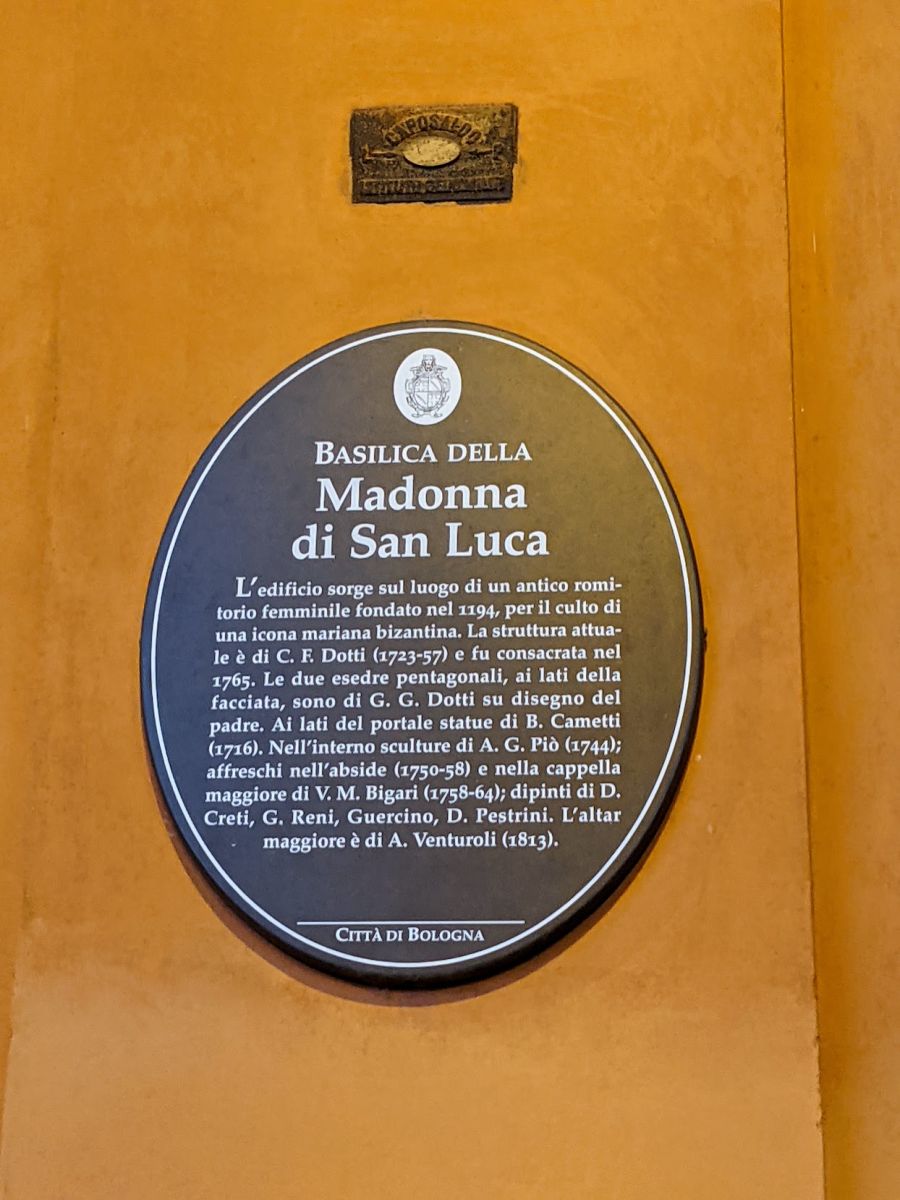 CAPOSALDO
BASILICA DELLA
Madonna
di San Luca
L'edificio sorge sul luogo di un antico romi-
torio femminile fondato nel 1194, per il culto di
una icona mariana bizantina. La struttura attua-
le è di C. F. Dotti (1723-57) e fu consacrata nel
1765. Le due esedre pentagonali, ai lati della
facciata, sono di G. G. Dotti su disegno del
padre. Ai lati del portale statue di B. Cametti
(1716). Nell'interno sculture di A. G. Piò (1744);
affreschi nell'abside (1750-58) e nella cappella
maggiore di V. M. Bigari (1758-64); dipinti di D.
Creti, G. Reni, Guercino, D. Pestrini. L'altar
maggiore è di A. Venturoli (1813).
CITTÀ DI BOLOGNA